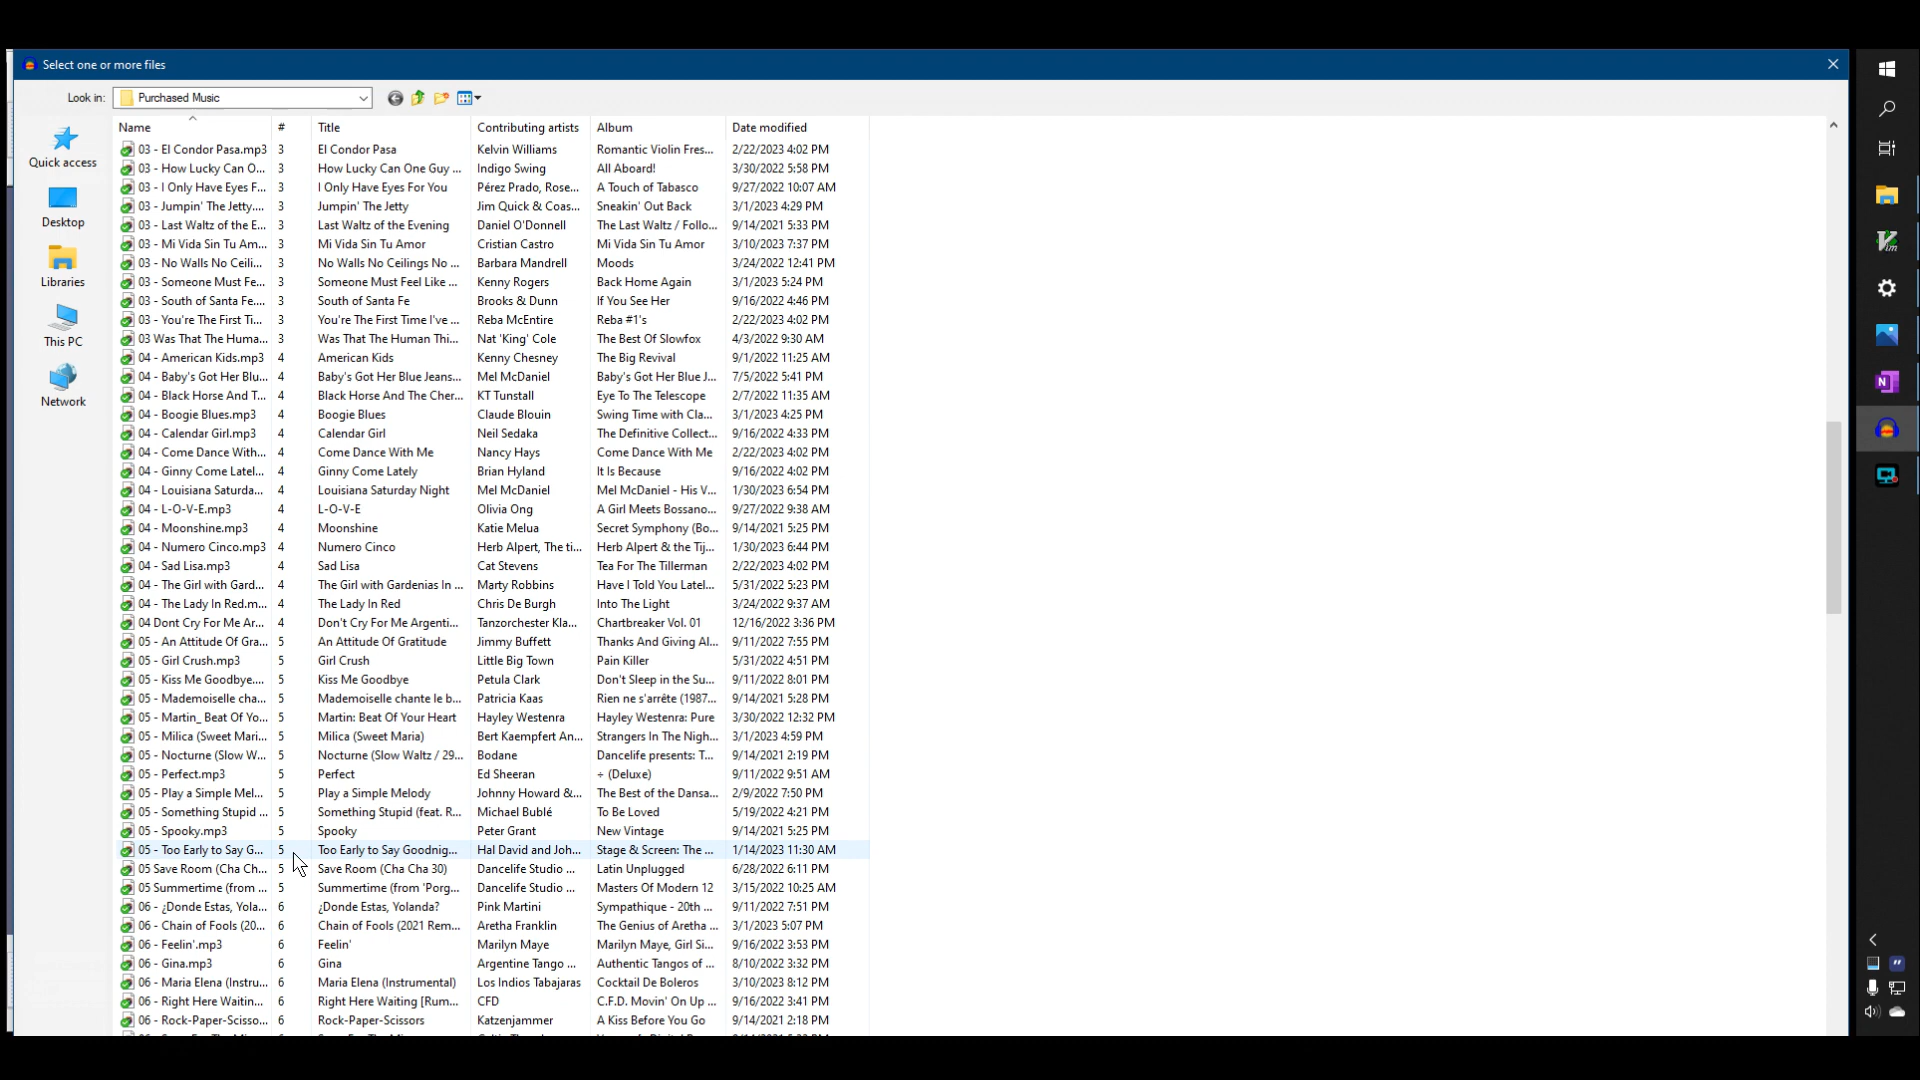 Select one or more files
Look in: Purchased Music
Quick access
Desktop
Libraries
This PC
Network
Name # Title Contributing artists Album Date modified
03 - El Condor Pasa.mp3 3 El Condor Pasa Kelvin Williams Romantic Violin Fres... 2/22/2023 4:02 PM
03 - How Lucky Can O... 3 How Lucky Can One Guy ... Indigo Swing All Aboard! 3/30/2022 5:58 PM
03 - I Only Have Eyes F... 3 I Only Have Eyes For You Pérez Prado, Rose... A Touch of Tabasco 9/27/2022 10:07 AM
03 - Jumpin' The Jetty.... 3 Jumpin' The Jetty Jim Quick & Coas... Sneakin' Out Back 3/1/2023 4:29 PM
03 - Last Waltz of the E... 3 Last Waltz of the Evening Daniel O'Donnell The Last Waltz / Follo... 9/14/2021 5:33 PM
03 - Mi Vida Sin Tu Am... 3 Mi Vida Sin Tu Amor Cristian Castro Mi Vida Sin Tu Amor 3/10/2023 7:37 PM
03 - No Walls No Ceili... 3 No Walls No Ceilings No ... Barbara Mandrell Moods 3/24/2022 12:41 PM
03 - Someone Must Fe... 3 Someone Must Feel Like ... Kenny Rogers Back Home Again 3/1/2023 5:24 PM
03 - South of Santa Fe.... 3 South of Santa Fe Brooks & Dunn If You See Her 9/16/2022 4:46 PM
03 - You're The First Ti... 3 You're The First Time I've ... Reba McEntire Reba #1's 2/22/2023 4:02 PM
03 Was That The Huma... 3 Was That The Human Thi... Nat 'King' Cole The Best Of Slowfox 4/3/2022 9:30 AM
04 - American Kids.mp3 4 American Kids Kenny Chesney The Big Revival 9/1/2022 11:25 AM
04 - Baby's Got Her Blu... 4 Baby's Got Her Blue Jeans... Mel McDaniel Baby's Got Her Blue J... 7/5/2022 5:41 PM
04 - Black Horse And T... 4 Black Horse And The Cher... KT Tunstall Eye To The Telescope 2/7/2022 11:35 AM
04 - Boogie Blues.mp3 4 Boogie Blues Claude Blouin Swing Time with Cla... 3/1/2023 4:25 PM
04 - Calendar Girl.mp3 4 Calendar Girl Neil Sedaka The Definitive Collect... 9/16/2022 4:33 PM
04 - Come Dance With... 4 Come Dance With Me Nancy Hays Come Dance With Me 2/22/2023 4:02 PM
04 - Ginny Come Latel... 4 Ginny Come Lately Brian Hyland It Is Because 9/16/2022 4:02 PM
04 - Louisiana Saturda... 4 Louisiana Saturday Night Mel McDaniel Mel McDaniel - His V... 1/30/2023 6:54 PM
04 - L-O-V-E.mp3 4 L-O-V-E Olivia Ong A Girl Meets Bossano... 9/27/2022 9:38 AM
04 - Moonshine.mp3 4 Moonshine Katie Melua Secret Symphony (Bo... 9/14/2021 5:25 PM
04 - Numero Cinco.mp3 4 Numero Cinco Herb Alpert, The ti... Herb Alpert & the Tij... 1/30/2023 6:44 PM
04 - Sad Lisa.mp3 4 Sad Lisa Cat Stevens Tea For The Tillerman 2/22/2023 4:02 PM
04 - The Girl with Gard... 4 The Girl with Gardenias In ... Marty Robbins Have I Told You Latel... 5/31/2022 5:23 PM
04 - The Lady In Red.m... 4 The Lady In Red Chris De Burgh Into The Light 3/24/2022 9:37 AM
04 Dont Cry For Me Ar... 4 Don't Cry For Me Argenti... Tanzorchester Kla... Chartbreaker Vol. 01 12/16/2022 3:36 PM
05 - An Attitude Of Gra... 5 An Attitude Of Gratitude Jimmy Buffett Thanks And Giving Al... 9/11/2022 7:55 PM
05 - Girl Crush.mp3 5 Girl Crush Little Big Town Pain Killer 5/31/2022 4:51 PM
05 - Kiss Me Goodbye.... 5 Kiss Me Goodbye Petula Clark Don't Sleep in the Su... 9/11/2022 8:01 PM
05 - Mademoiselle cha... 5 Mademoiselle chante le b... Patricia Kaas Rien ne s'arrête (1987... 9/14/2021 5:28 PM
05 - Martin_ Beat Of Yo... 5 Martin: Beat Of Your Heart Hayley Westenra Hayley Westenra: Pure 3/30/2022 12:32 PM
05 - Milica (Sweet Mari... 5 Milica (Sweet Maria) Bert Kaempfert An... Strangers In The Nigh... 3/1/2023 4:59 PM
05 - Nocturne (Slow W... 5 Nocturne (Slow Waltz / 29... Bodane Dancelife presents: T... 9/14/2021 2:19 PM
05 - Perfect.mp3 5 Perfect Ed Sheeran ÷ (Deluxe) 9/11/2022 9:51 AM
05 - Play a Simple Mel... 5 Play a Simple Melody Johnny Howard &... The Best of the Dansa... 2/9/2022 7:50 PM
05 - Something Stupid ... 5 Something Stupid (feat. R... Michael Bublé To Be Loved 5/19/2022 4:21 PM
05 - Spooky.mp3 5 Spooky Peter Grant New Vintage 9/14/2021 5:25 PM
05 - Too Early to Say G... 5 Too Early to Say Goodnig... Hal David and Joh... Stage & Screen: The ... 1/14/2023 11:30 AM
05 Save Room (Cha Ch... 5 Save Room (Cha Cha 30) Dancelife Studio ... Latin Unplugged 6/28/2022 6:11 PM
05 Summertime (from ... 5 Summertime (from 'Porg... Dancelife Studio ... Masters Of Modern 12 3/15/2022 10:25 AM
06 - ¿Donde Estas, Yola... 6 ¿Donde Estas, Yolanda? Pink Martini Sympathique - 20th ... 9/11/2022 7:51 PM
06 - Chain of Fools (20... 6 Chain of Fools (2021 Rem... Aretha Franklin The Genius of Aretha ... 3/1/2023 5:07 PM
06 - Feelin'.mp3 6 Feelin' Marilyn Maye Marilyn Maye, Girl Si... 9/16/2022 3:53 PM
06 - Gina.mp3 6 Gina Argentine Tango ... Authentic Tangos of ... 8/10/2022 3:32 PM
06 - Maria Elena (Instru... 6 Maria Elena (Instrumental) Los Indios Tabajaras Cocktail De Boleros 3/10/2023 8:12 PM
06 - Right Here Waitin... 6 Right Here Waiting [Rum... CFD C.F.D. Movin' On Up ... 9/16/2022 3:41 PM
06 - Rock-Paper-Scisso... 6 Rock-Paper-Scissors Katzenjammer A Kiss Before You Go 9/14/2021 2:18 PM